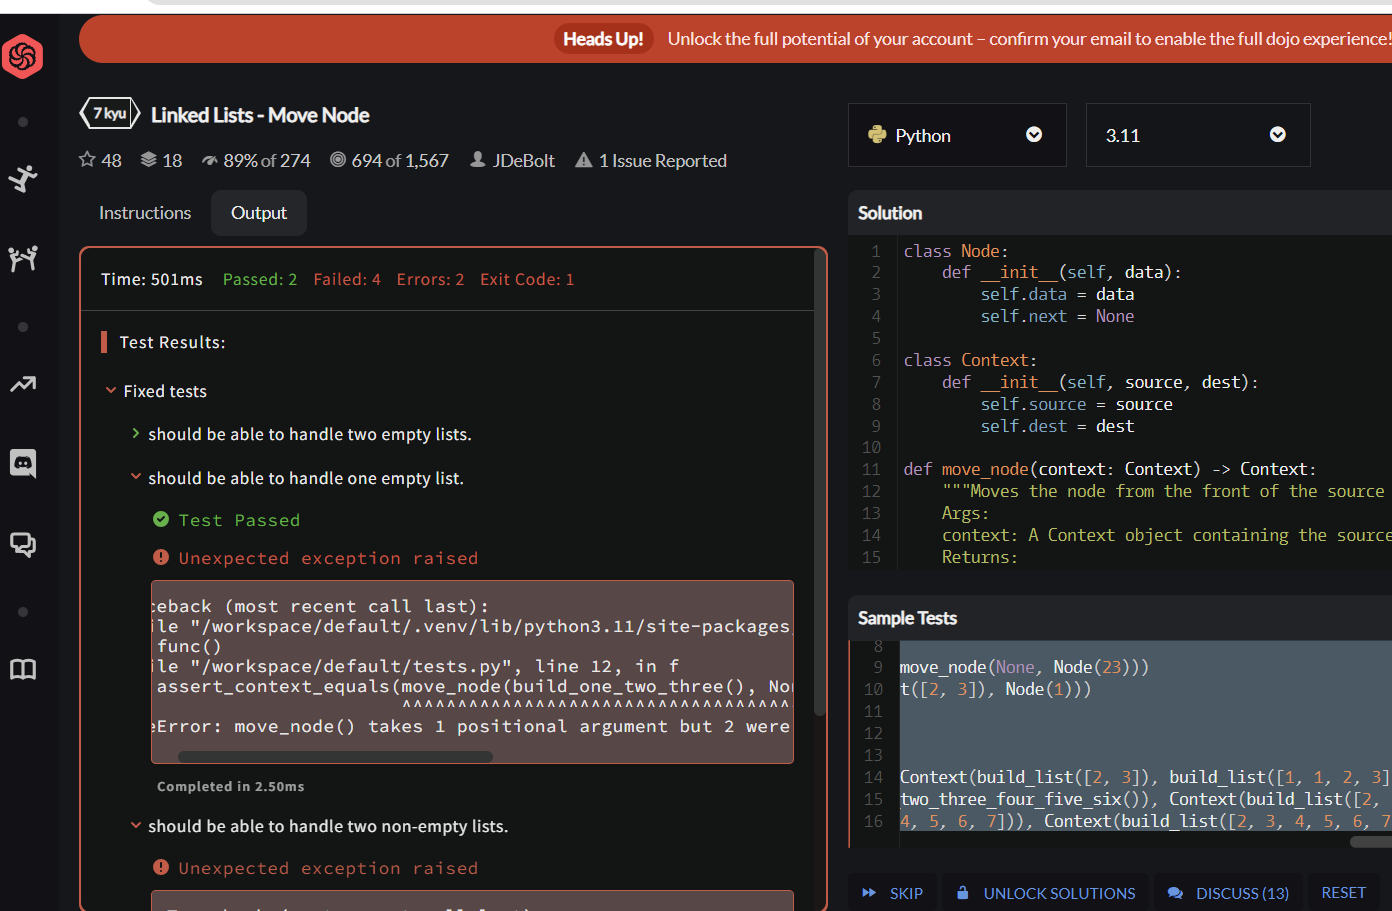 Heads Up! Unlock the full potential of your account – confirm your email to enable the full dojo experience!
7 kyu Linked Lists - Move Node
48 18 89% of 274 694 of 1,567 JDeBolt 1 Issue Reported
Python
3.11
Instructions Output
Time: 501ms Passed: 2 Failed: 4 Errors: 2 Exit Code: 1
Test Results:
Fixed tests
should be able to handle two empty lists.
should be able to handle one empty list.
Test Passed
Unexpected exception raised
ceback (most recent call last):
ile "/workspace/default/.venv/lib/python3.11/site-packages
func()
ile "/workspace/default/tests.py", line 12, in f
assert_context_equals(move_node(build_one_two_three(), No
^^^^^^^^^^^^^^^^^^^^^^^^^^^^^^^^^^^
eError: move_node() takes 1 positional argument but 2 were
Completed in 2.50ms
should be able to handle two non-empty lists.
Unexpected exception raised
Solution
1 class Node:
2 def __init__(self, data):
3 self.data = data
4 self.next = None
5
6 class Context:
7 def __init__(self, source, dest):
8 self.source = source
9 self.dest = dest
10
11 def move_node(context: Context) -> Context:
12 """Moves the node from the front of the source
13 Args:
14 context: A Context object containing the source
15 Returns:
Sample Tests
8
9 move_node(None, Node(23)))
10 t([2, 3]), Node(1)))
11
12
13
14 Context(build_list([2, 3]), build_list([1, 1, 2, 3]
15 two_three_four_five_six()), Context(build_list([2,
16 4, 5, 6, 7])), Context(build_list([2, 3, 4, 5, 6, 7
SKIP UNLOCK SOLUTIONS DISCUSS (13) RESET